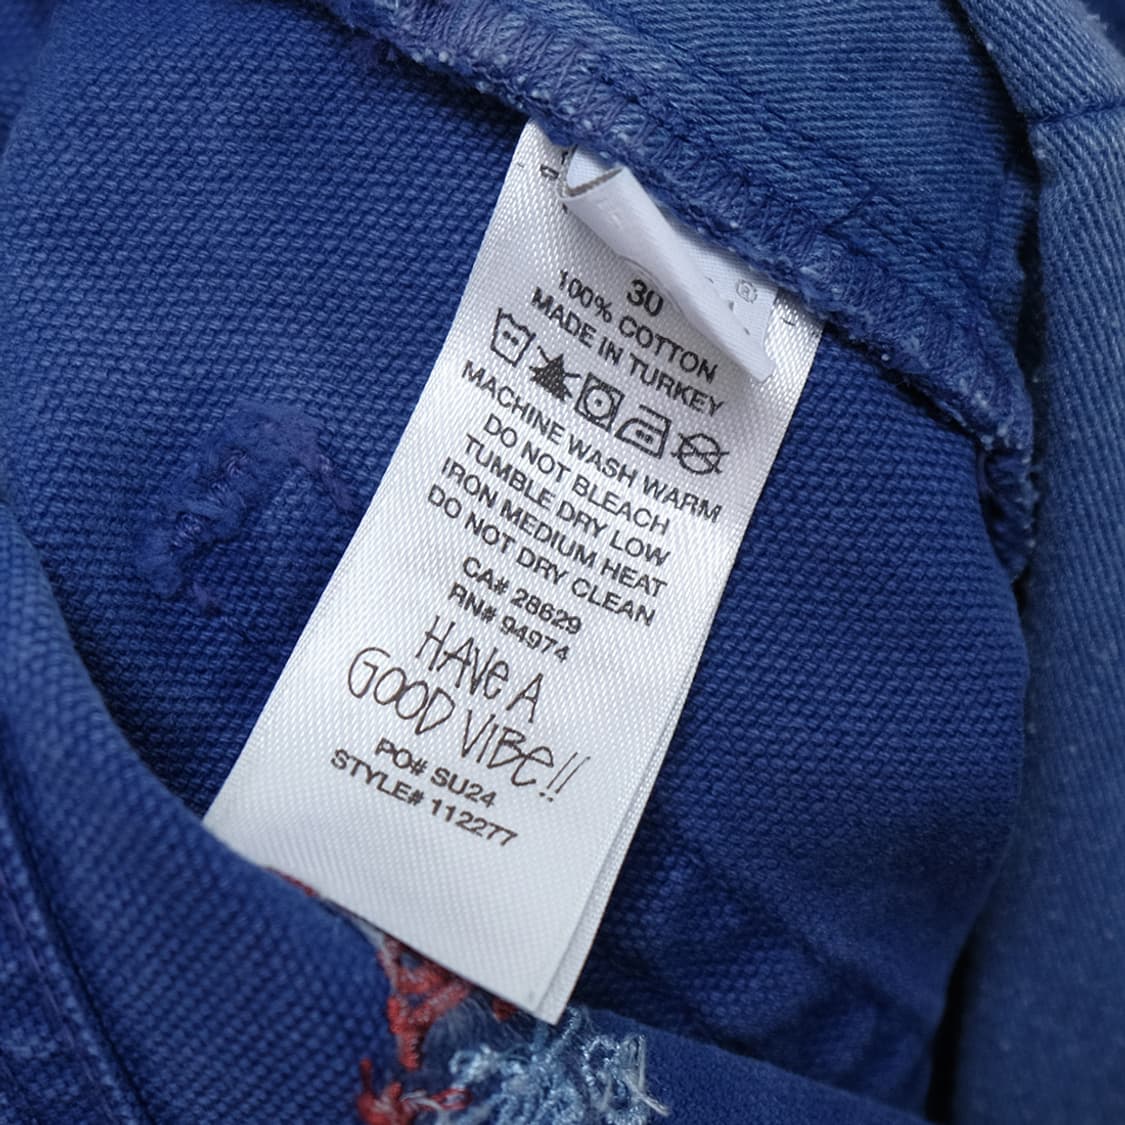 30
100% COTTON
MADE IN TURKEY
MACHINE WASH WARM
DO NOT BLEACH
TUMBLE DRY LOW
IRON MEDIUM HEAT
DO NOT DRY CLEAN
CA# 28629
RN# 94974
HAVe A
GOOD VIBe!!
PO# SU24
STYLE# 112277